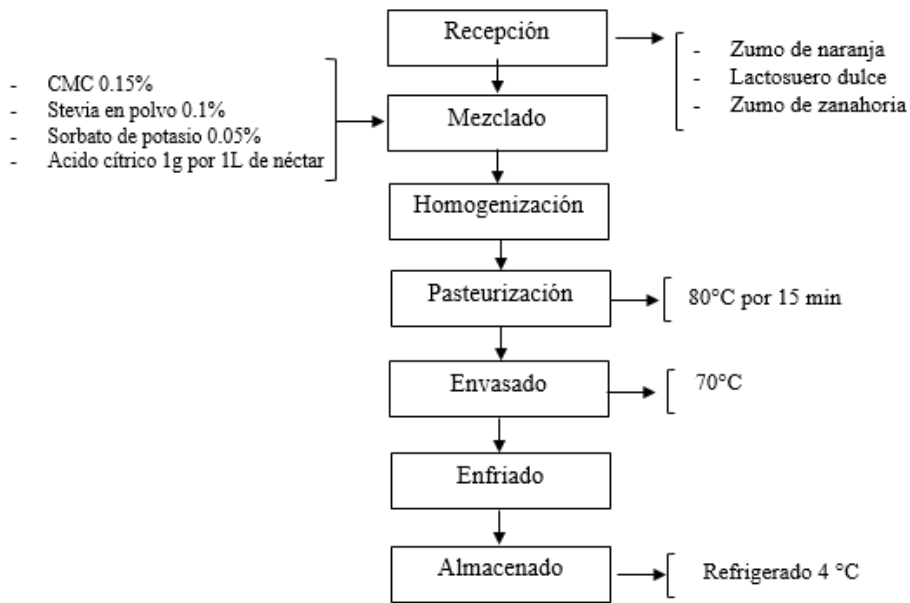 Recepción
- Zumo de naranja
- Lactosuero dulce
- Zumo de zanahoria
- CMC 0.15%
- Stevia en polvo 0.1%
- Sorbato de potasio 0.05%
- Acido cítrico 1g por 1L de néctar
Mezclado
Homogenización
Pasteurización
80°C por 15 min
Envasado
70°C
Enfriado
Almacenado
Refrigerado 4 °C